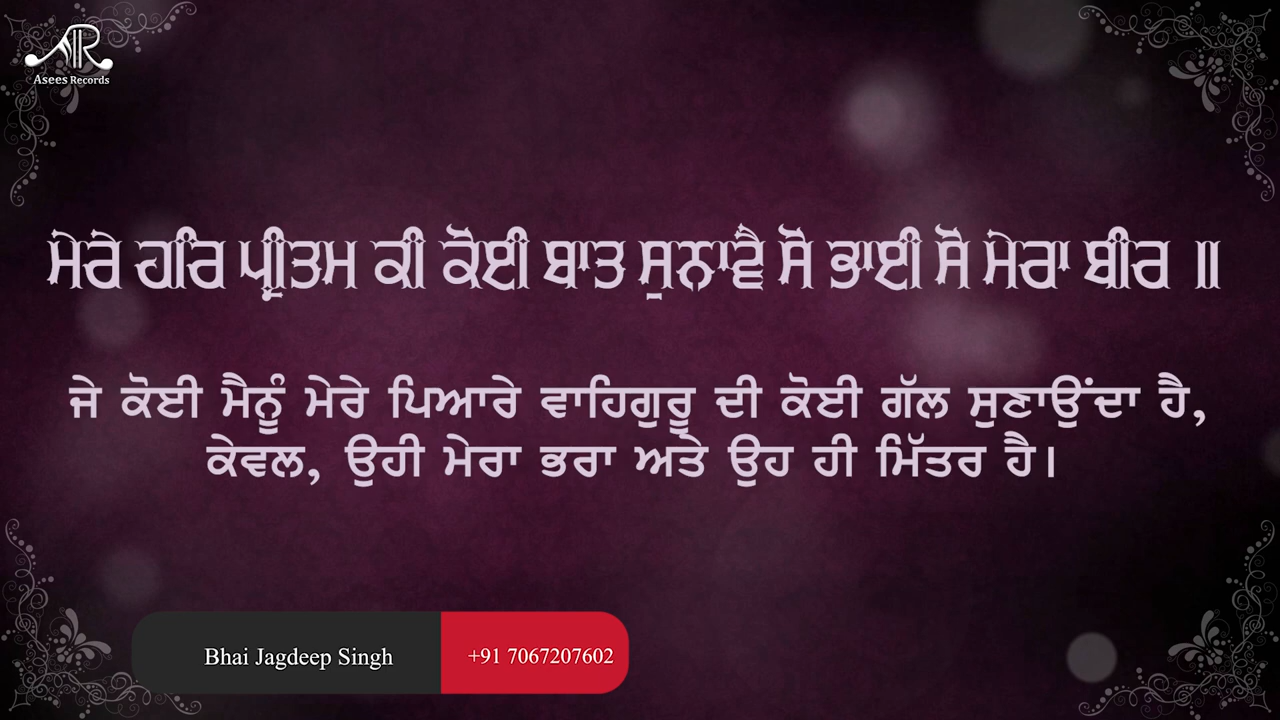 Asees Records
ਮੇਰੇ ਹਰਿ ਪ੍ਰੀਤਮ ਕੀ ਕੋਈ ਬਾਤ ਸੁਨਾਵੈ ਸੋ ਭਾਈ ਸੋ ਮੇਰਾ ਬੀਰ ॥
ਜੇ ਕੋਈ ਮੈਨੂੰ ਮੇਰੇ ਪਿਆਰੇ ਵਾਹਿਗੁਰੂ ਦੀ ਕੋਈ ਗੱਲ ਸੁਣਾਉਂਦਾ ਹੈ,
ਕੇਵਲ, ਉਹੀ ਮੇਰਾ ਭਰਾ ਅਤੇ ਉਹ ਹੀ ਮਿੱਤਰ ਹੈ।
Bhai Jagdeep Singh +91 7067207602